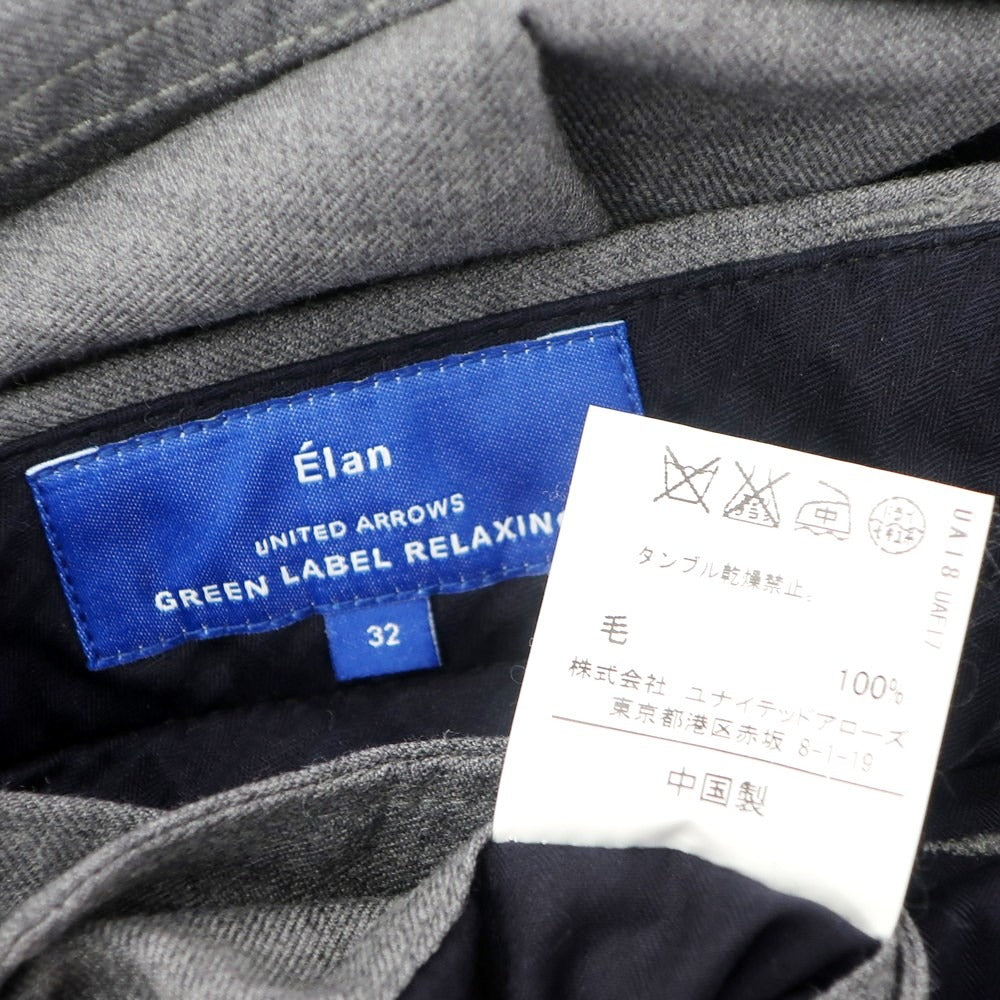 Élan
UNITED ARROWS
GREEN LABEL RELAXING
32
中
タンブル乾燥禁止。
毛
100%
株式会社 ユナイテッドアローズ
東京都港区赤坂 8-1-19
中国製
UA18 UAF17